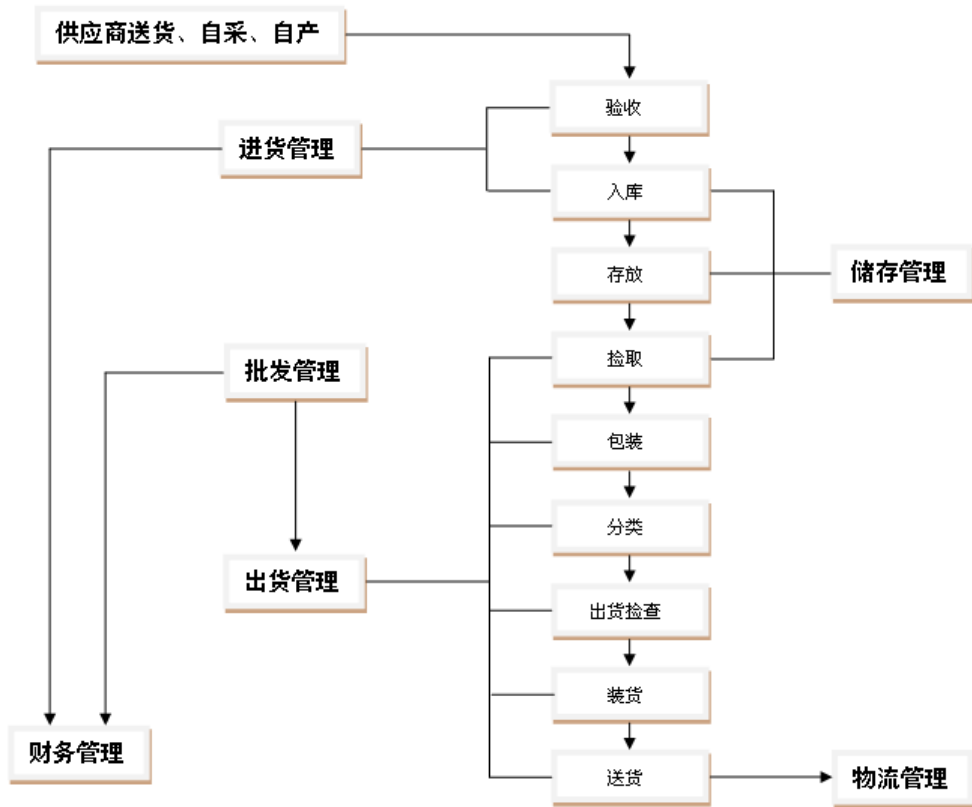 供应商送货、自采、自产
验收
进货管理
入库
存放
储存管理
捡取
批发管理
包装
分类
出货管理
出货检查
装货
财务管理
送货
物流管理